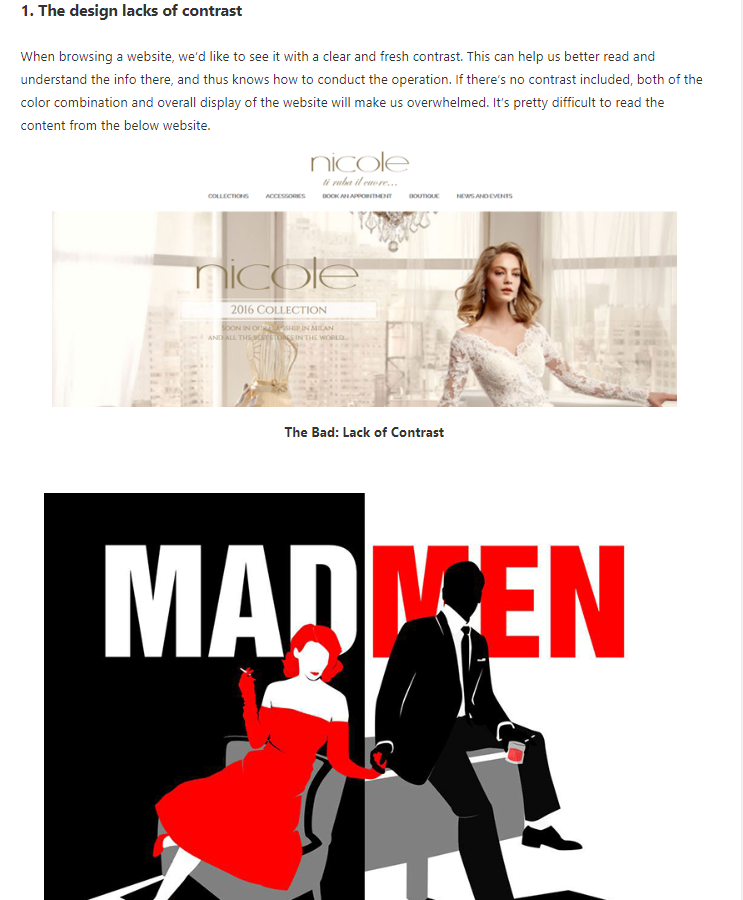 1. The design lacks of contrast
When browsing a website, we'd like to see it with a clear and fresh contrast. This can help us better read and
understand the info there, and thus knows how to conduct the operation. If there's no contrast included, both of the
color combination and overall display of the website will make us overwhelmed. It's pretty difficult to read the
content from the below website.
nicole
ti ruba il cuore...
COLLECTIONS ACCESSORIES BOOK AN APPOINTMENT BOUTIQUE NEWS AND EVENTS
nicole
2016 COLLECTION
SOON IN OUR FLAGSHIP IN MILAN
AND ALL THE BEST STORES IN THE WORLD...
The Bad: Lack of Contrast
MADMEN